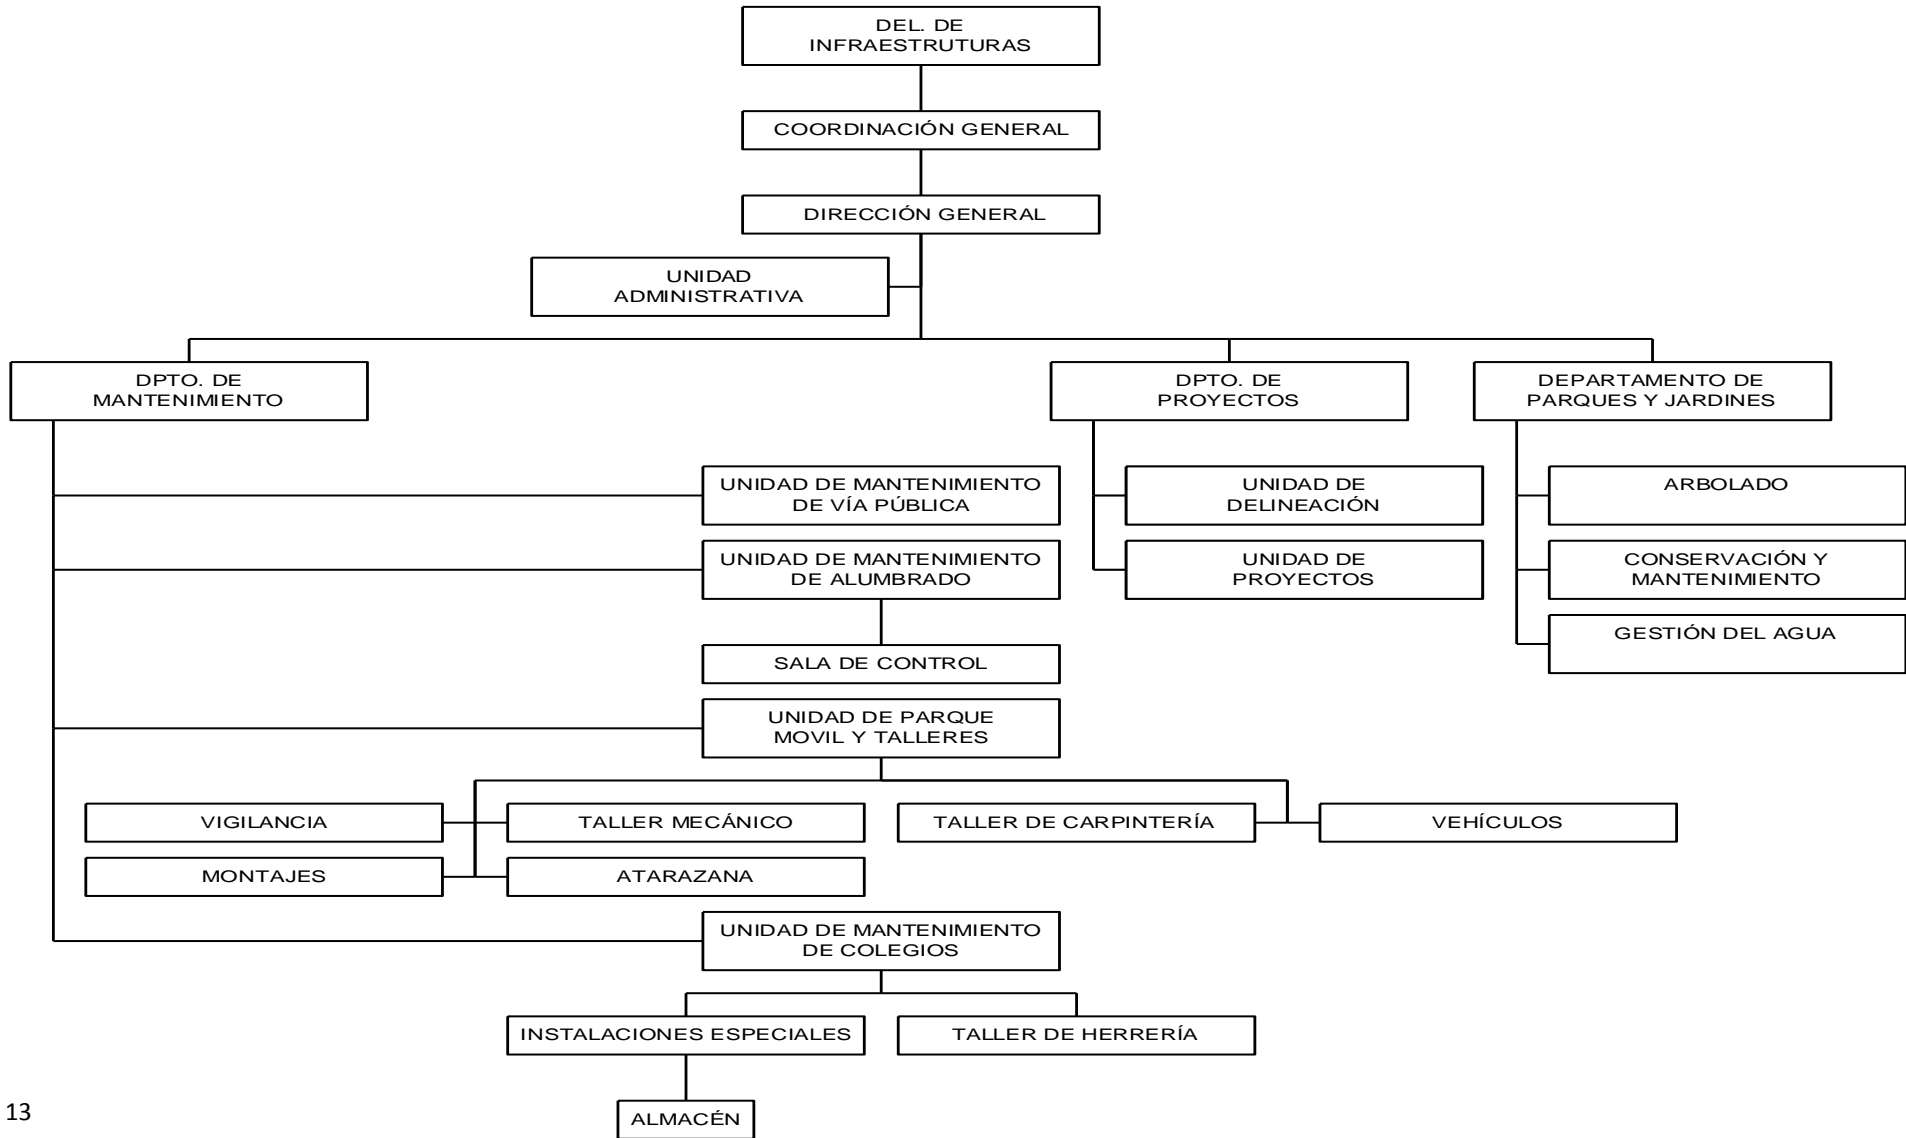 DEL. DE
INFRAESTRUTURAS
COORDINACIÓN GENERAL
DIRECCIÓN GENERAL
UNIDAD
ADMINISTRATIVA
DPTO. DE
MANTENIMIENTO
DPTO. DE
PROYECTOS
DEPARTAMENTO DE
PARQUES Y JARDINES
UNIDAD DE MANTENIMIENTO
DE VÍA PÚBLICA
UNIDAD DE
DELINEACIÓN
ARBOLADO
UNIDAD DE MANTENIMIENTO
DE ALUMBRADO
UNIDAD DE
PROYECTOS
CONSERVACIÓN Y
MANTENIMIENTO
GESTIÓN DEL AGUA
SALA DE CONTROL
UNIDAD DE PARQUE
MOVIL Y TALLERES
VIGILANCIA
TALLER MECÁNICO
TALLER DE CARPINTERÍA
VEHÍCULOS
MONTAJES
ATARAZANA
UNIDAD DE MANTENIMIENTO
DE COLEGIOS
INSTALACIONES ESPECIALES
TALLER DE HERRERÍA
ALMACÉN
13